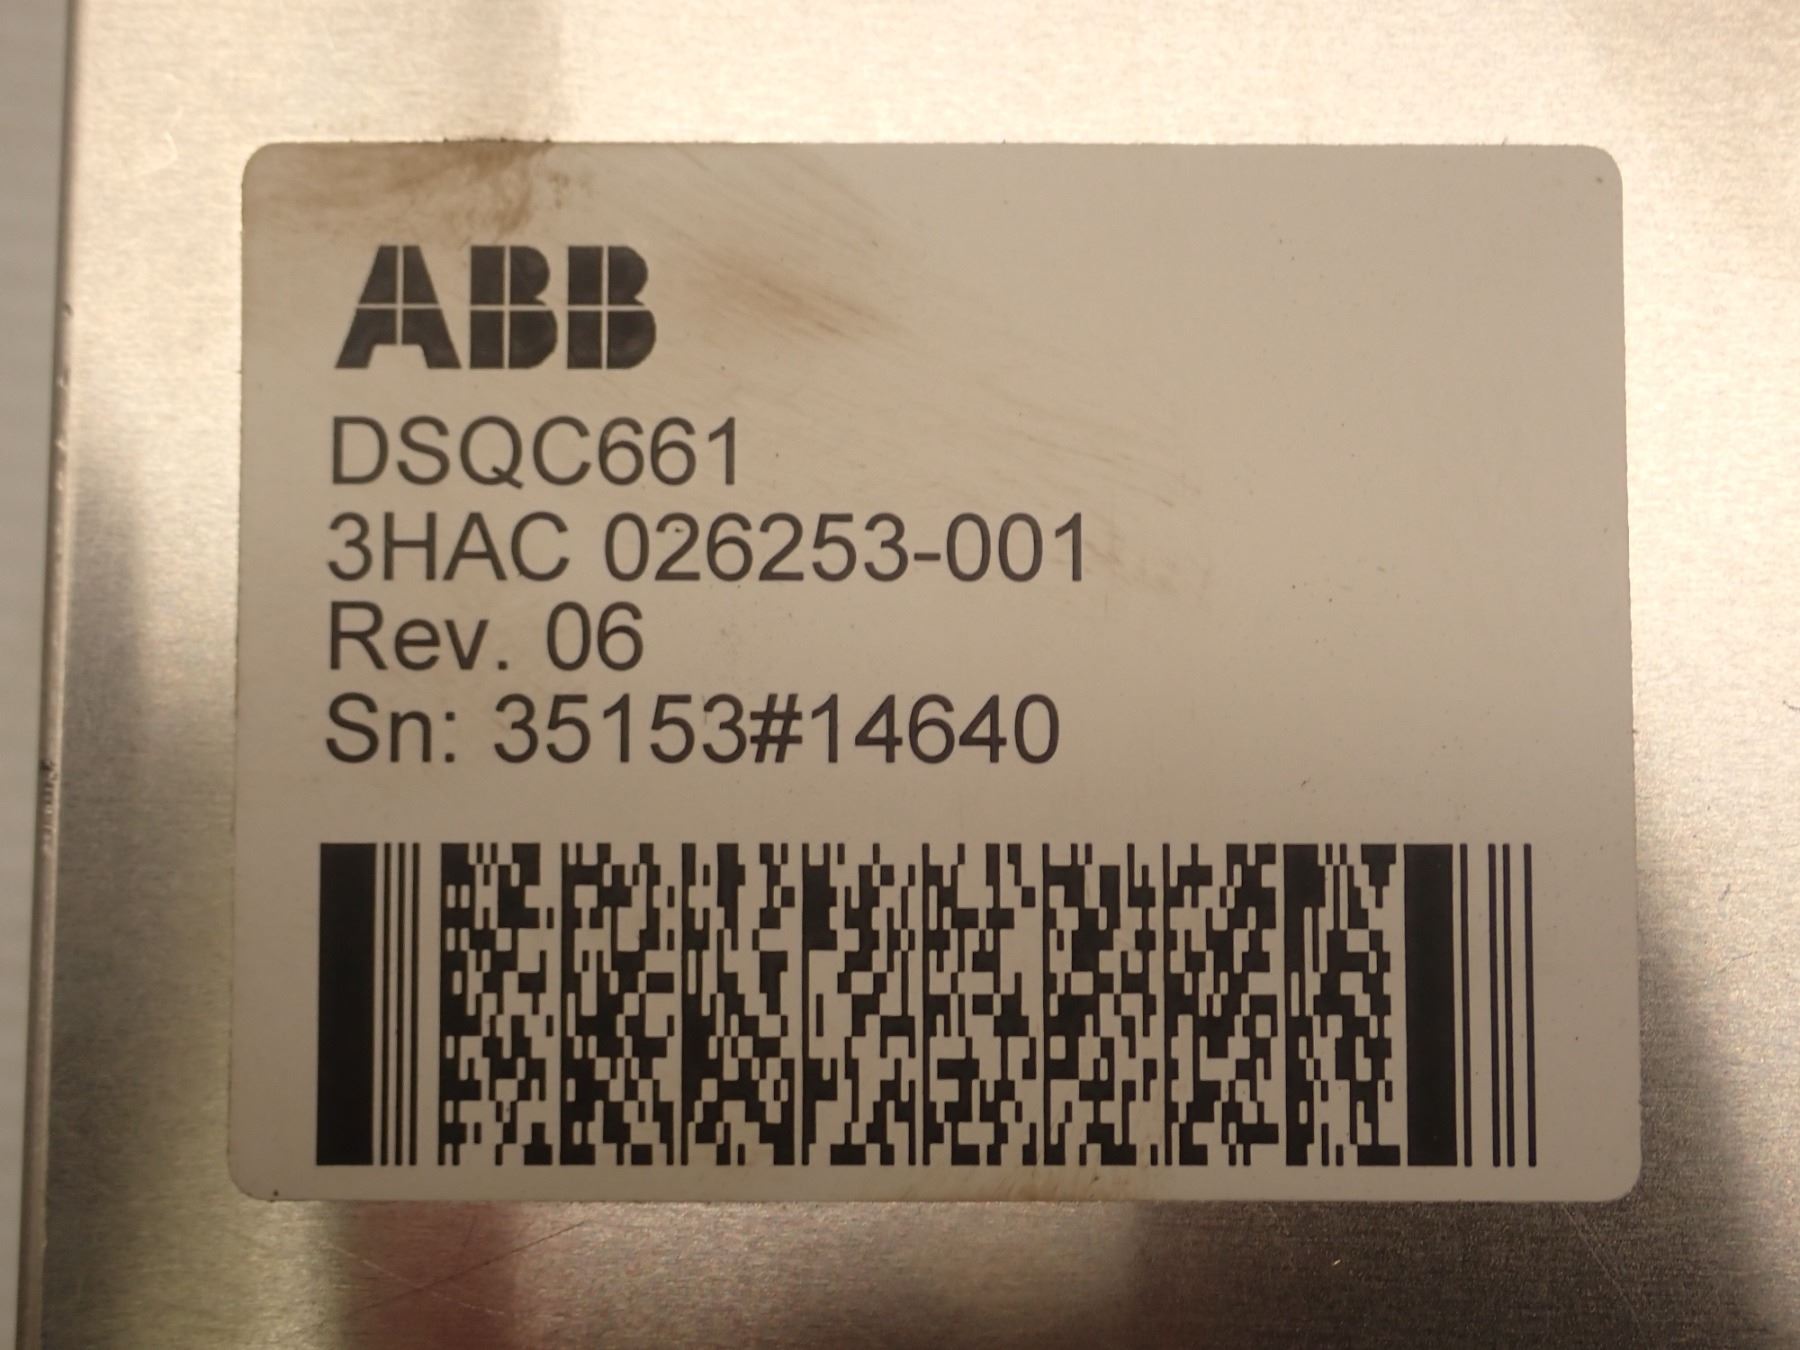 ABB
DSQC661
3HAC 026253-001
Rev. 06
Sn: 35153#14640